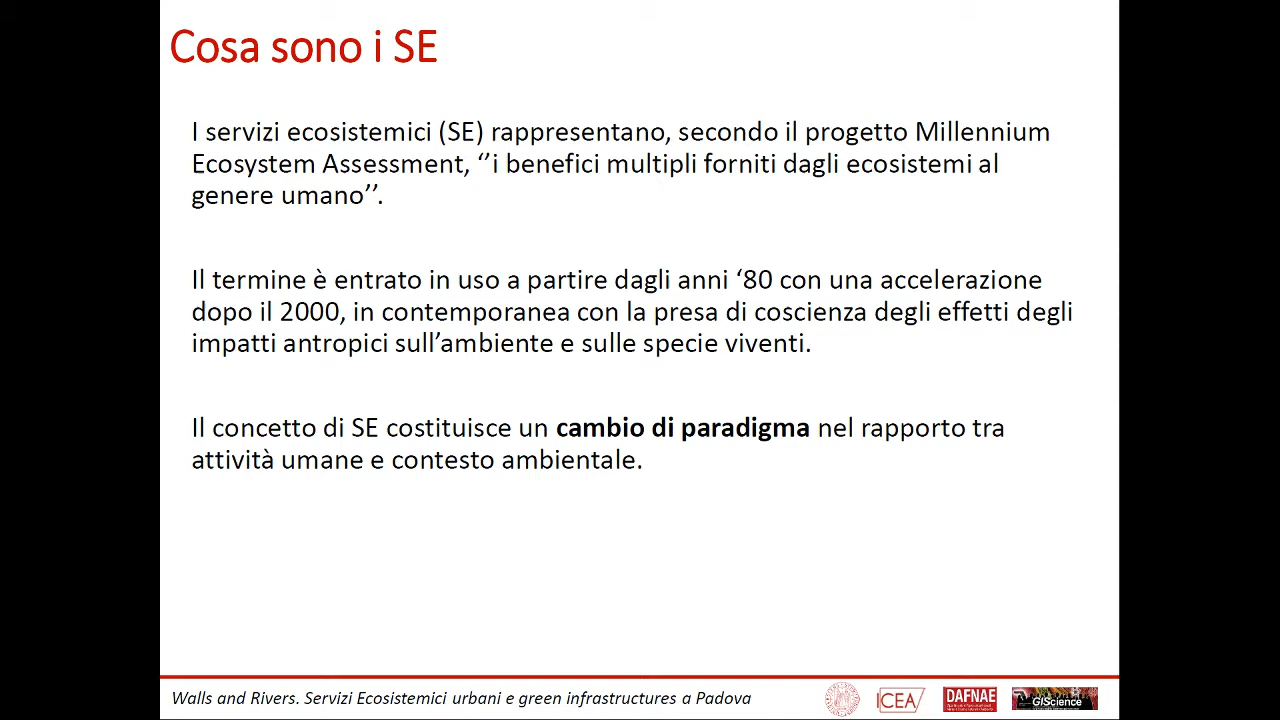 Cosa sono i SE
I servizi ecosistemici (SE) rappresentano, secondo il progetto Millennium
Ecosystem Assessment, ‘’i benefici multipli forniti dagli ecosistemi al
genere umano’’.
Il termine è entrato in uso a partire dagli anni ‘80 con una accelerazione
dopo il 2000, in contemporanea con la presa di coscienza degli effetti degli
impatti antropici sull’ambiente e sulle specie viventi.
Il concetto di SE costituisce un cambio di paradigma nel rapporto tra
attività umane e contesto ambientale.
Walls and Rivers. Servizi Ecosistemici urbani e green infrastructures a Padova
ICEA
DAFNAE
GIScience